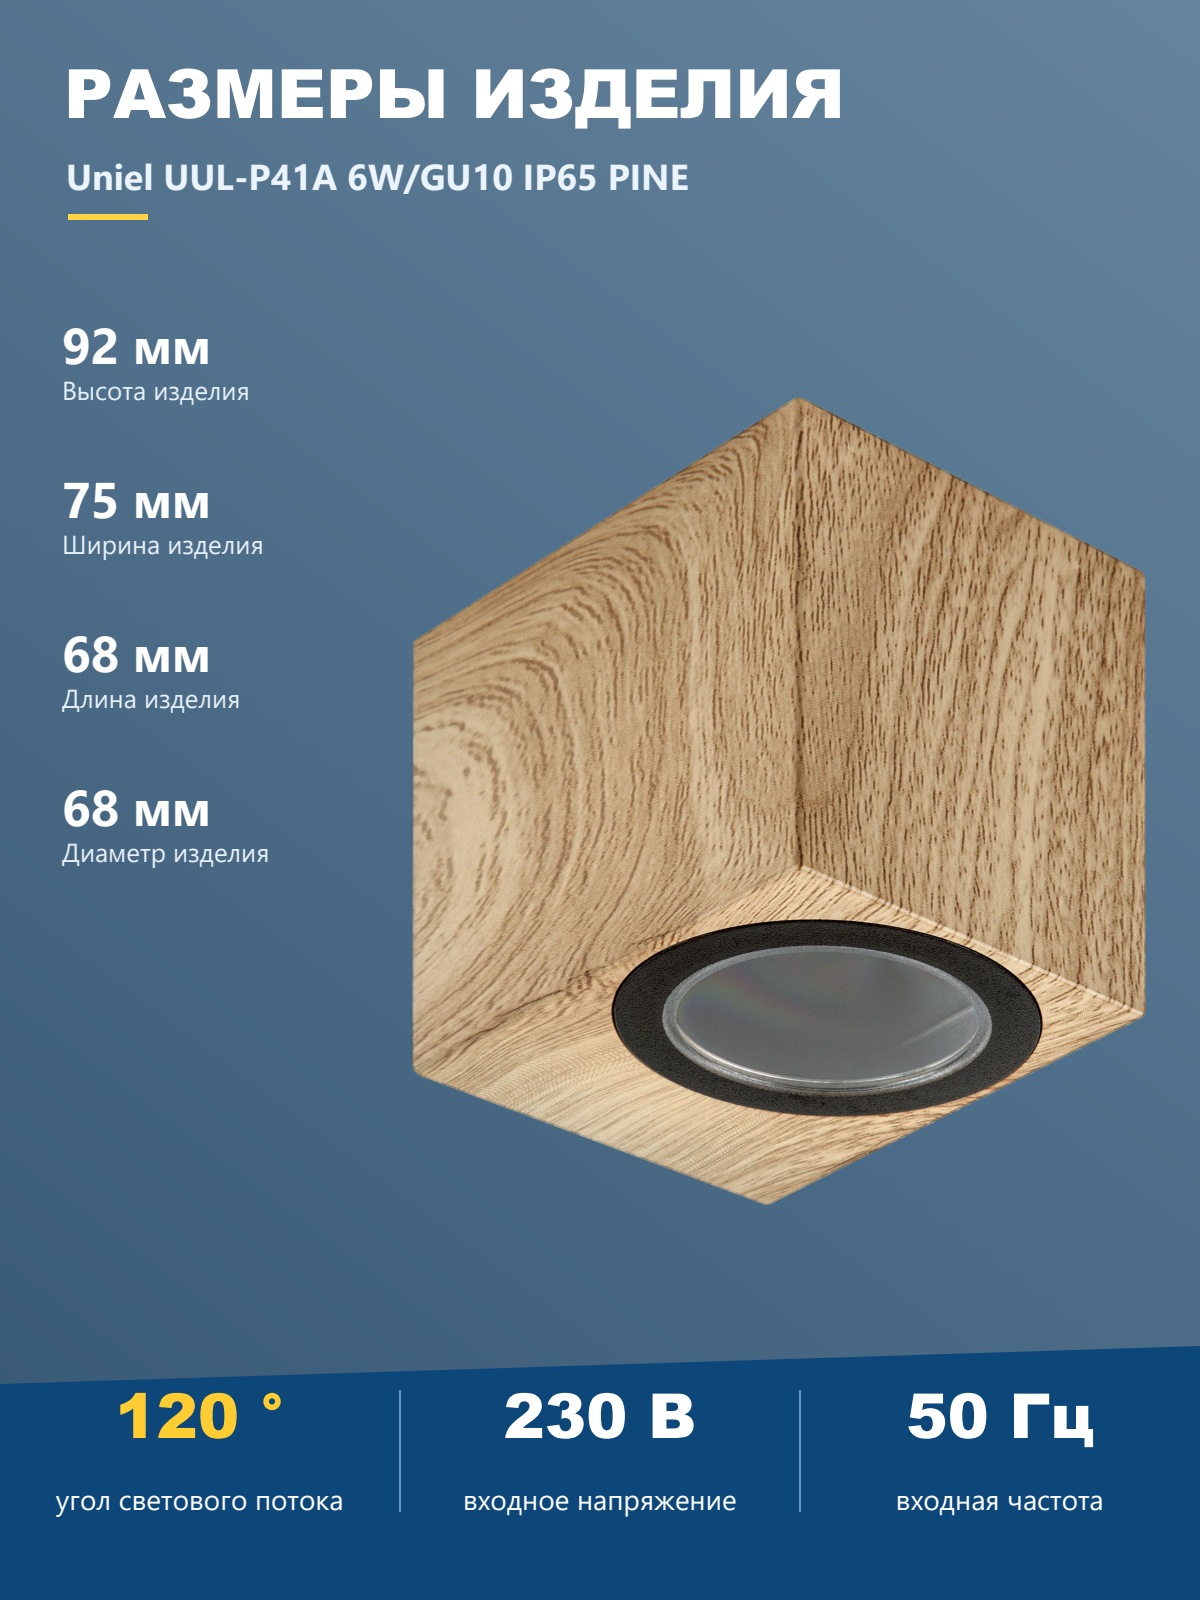 РАЗМЕРЫ ИЗДЕЛИЯ
Uniel UUL-P41A 6W/GU10 IP65 PINE
92 мм
Высота изделия
75 мм
Ширина изделия
68 мм
Длина изделия
68 мм
Диаметр изделия
120 °
угол светового потока
230 В
входное напряжение
50 Гц
входная частота